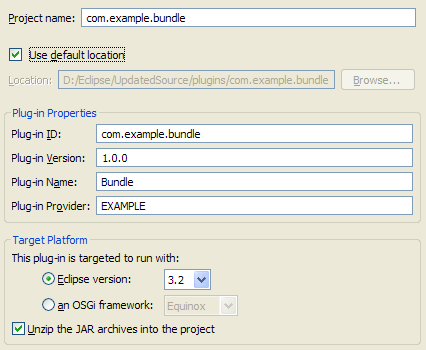 Project name: com.example.bundle
Use default location
Location: D:/Eclipse/UpdatedSource/plugins/com.example.bundle Browse...
Plug-in Properties
Plug-in ID: com.example.bundle
Plug-in Version: 1.0.0
Plug-in Name: Bundle
Plug-in Provider: EXAMPLE
Target Platform
This plug-in is targeted to run with:
Eclipse version: 3.2
an OSGi framework: Equinox
Unzip the JAR archives into the project